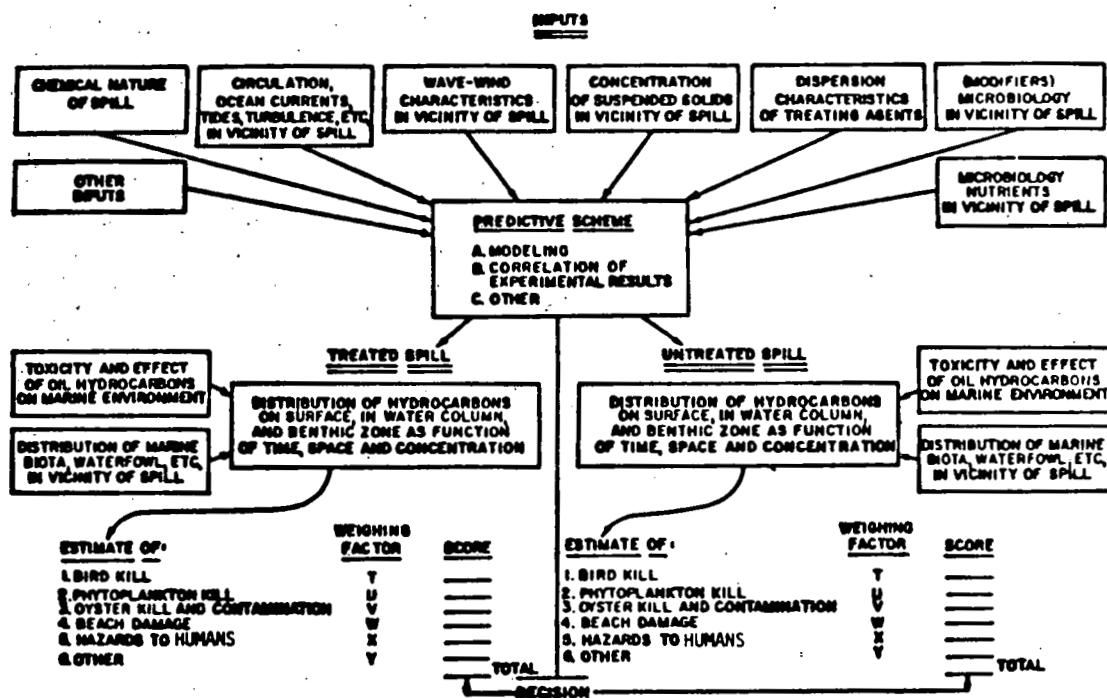 INPUTS
CHEMICAL NATURE
OF SPILL
CIRCULATION,
OCEAN CURRENTS,
TIDES, TURBULENCE, ETC,
IN VICINITY OF SPILL
WAVE-WIND
CHARACTERISTICS
IN VICINITY OF SPILL
CONCENTRATION
OF SUSPENDED SOLIDS
IN VICINITY OF SPILL
DISPERSION
CHARACTERISTICS
OF TREATING AGENTS
(MODIFIERS)
MICROBIOLOGY
IN VICINITY OF SPILL
OTHER
INPUTS
MICROBIOLOGY
NUTRIENTS
IN VICINITY OF SPILL
PREDICTIVE SCHEME
A. MODELING
B. CORRELATION OF
EXPERIMENTAL RESULTS
C. OTHER
TREATED SPILL
UNTREATED SPILL
TOXICITY AND EFFECT
OF OIL HYDROCARBONS
ON MARINE ENVIRONMENT
DISTRIBUTION OF HYDROCARBONS
ON SURFACE, IN WATER COLUMN,
AND BENTHIC ZONE AS FUNCTION
OF TIME, SPACE AND CONCENTRATION
DISTRIBUTION OF MARINE
BIOTA, WATERFOWL, ETC,
IN VICINITY OF SPILL
DISTRIBUTION OF HYDROCARBONS
ON SURFACE, IN WATER COLUMN,
AND BENTHIC ZONE AS FUNCTION
OF TIME, SPACE AND CONCENTRATION
TOXICITY AND EFFECT
OF OIL HYDROCARBONS
ON MARINE ENVIRONMENT
DISTRIBUTION OF MARINE
BIOTA, WATERFOWL, ETC,
IN VICINITY OF SPILL
ESTIMATE OF: WEIGHING FACTOR SCORE
1. BIRD KILL T
2. PHYTOPLANKTON KILL U
3. OYSTER KILL AND CONTAMINATION V
4. BEACH DAMAGE W
5. HAZARDS TO HUMANS X
6. OTHER Y
TOTAL
ESTIMATE OF: WEIGHING FACTOR SCORE
1. BIRD KILL T
2. PHYTOPLANKTON KILL U
3. OYSTER KILL AND CONTAMINATION V
4. BEACH DAMAGE W
5. HAZARDS TO HUMANS X
6. OTHER Y
TOTAL
DECISION